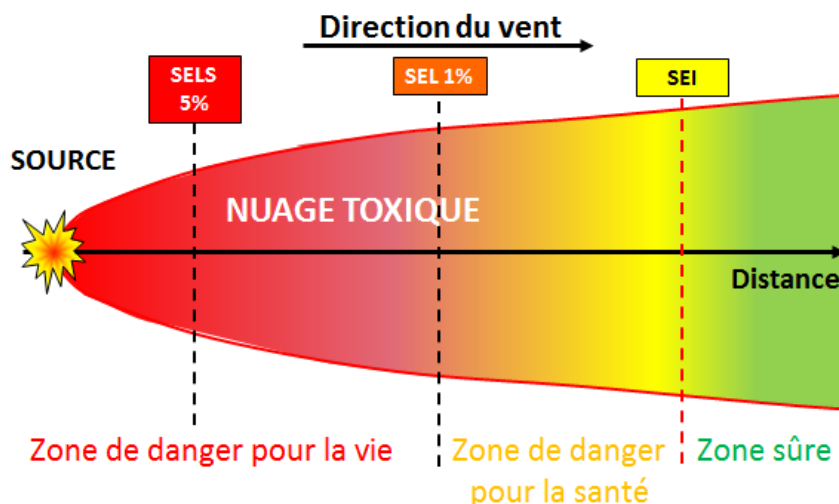 Direction du vent
SELS
5%
SEL 1%
SEI
SOURCE
NUAGE TOXIQUE
Distance
Zone de danger pour la vie
Zone de danger
pour la santé
Zone sûre